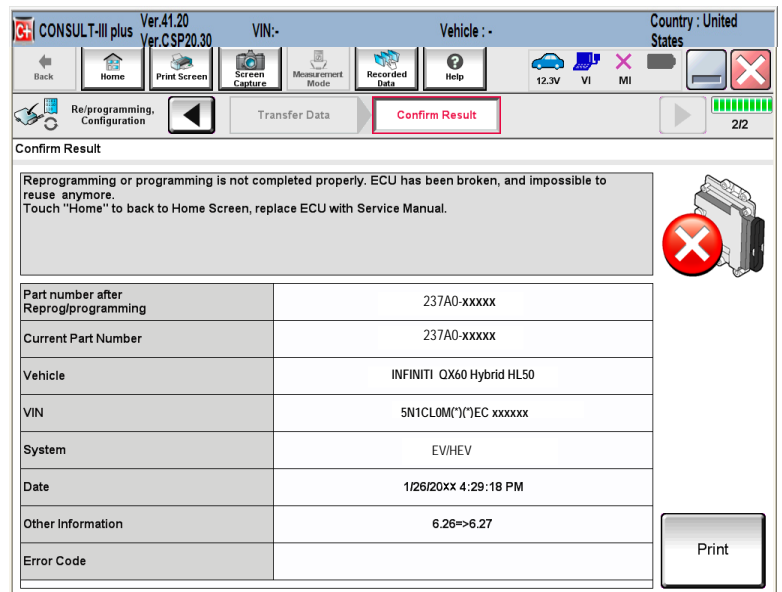 C+ CONSULT-III plus Ver.41.20 VIN:- Vehicle : - Country : United
Ver.CSP20.30 States
Back Home Print Screen Screen Capture Measurement Mode Recorded Data Help 12.3V VI MI
Re/programming, Configuration Transfer Data Confirm Result 2/2
Confirm Result
Reprogramming or programming is not completed properly. ECU has been broken, and impossible to
reuse anymore.
Touch "Home" to back to Home Screen, replace ECU with Service Manual.
Part number after
Reprog/programming 237A0-xxxxx
Current Part Number 237A0-xxxxx
Vehicle INFINITI QX60 Hybrid HL50
VIN 5N1CL0M(*)(*)EC xxxxxx
System EV/HEV
Date 1/26/20xx 4:29:18 PM
Other Information 6.26=>6.27
Error Code
Print